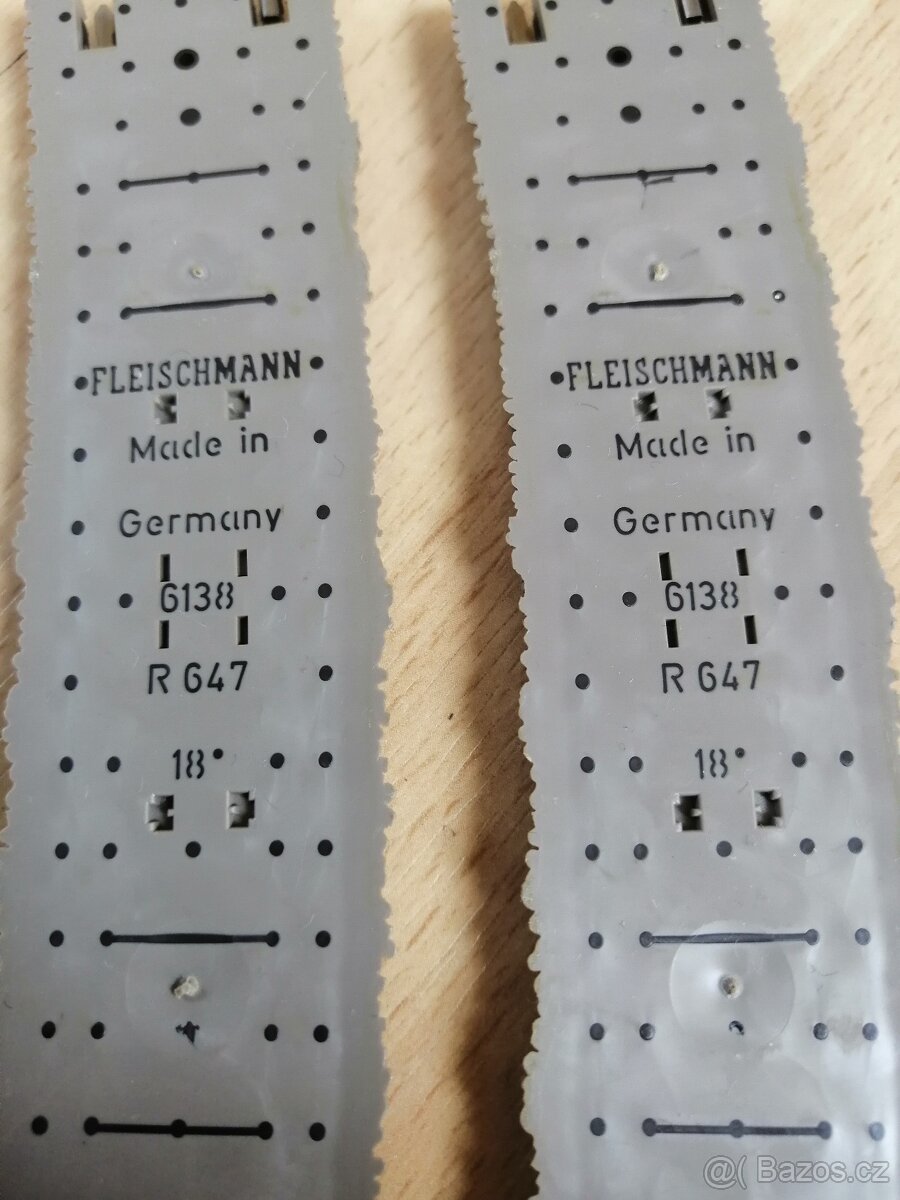 FLEISCHMANN
Made in
Germany
6138
R 647
18°
FLEISCHMANN
Made in
Germany
6138
R 647
18°
@( Bazos.cz